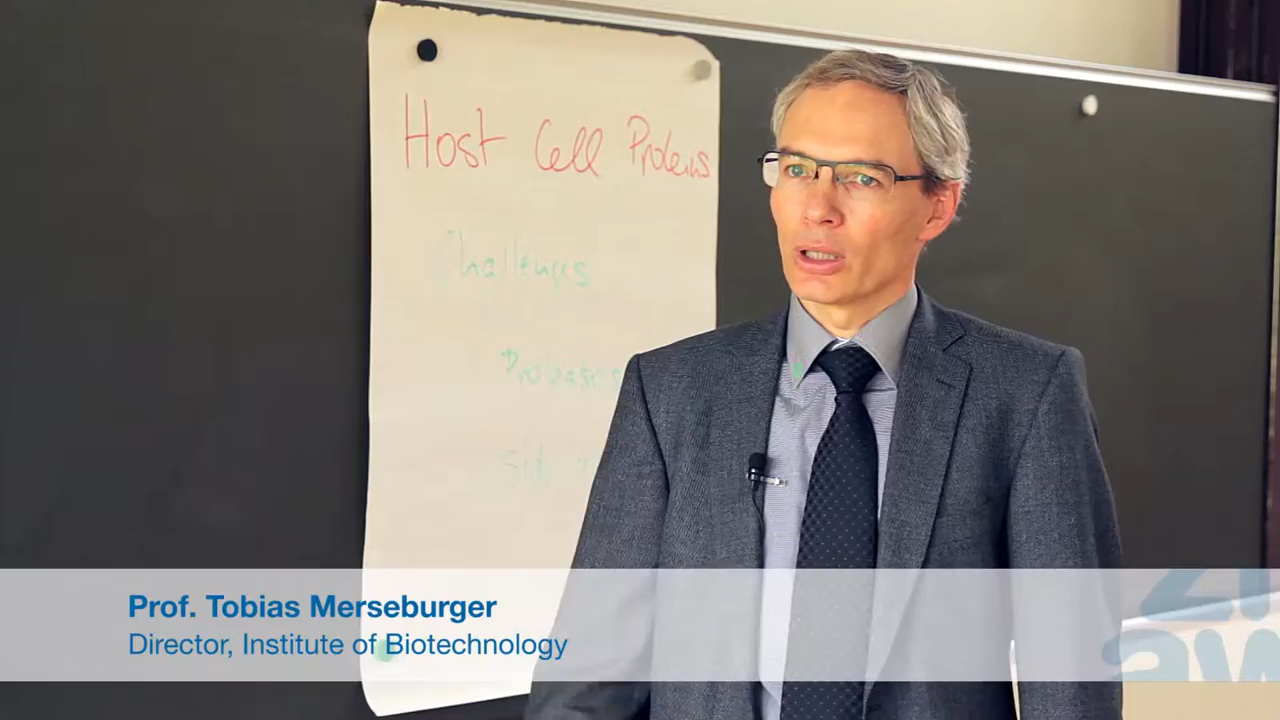 Host Cell Proteins
Challenges
Prof. Tobias Merseburger
Director, Institute of Biotechnology